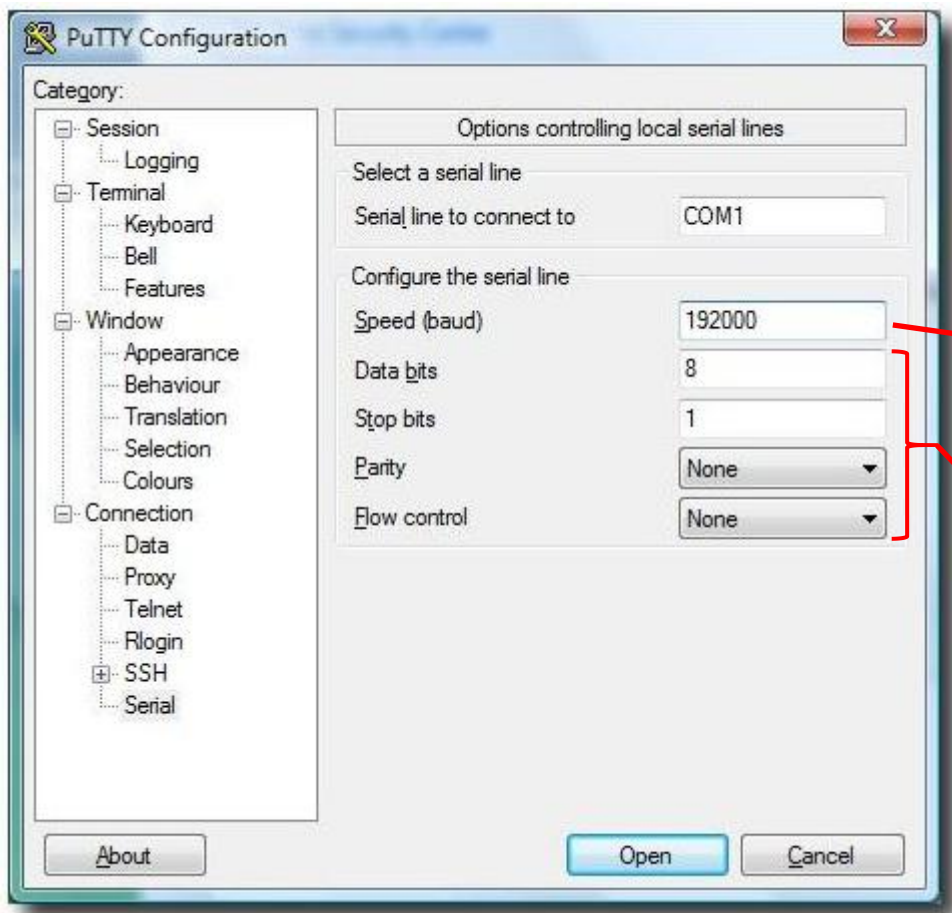 PuTTY Configuration
Category:
Session
Logging
Terminal
Keyboard
Bell
Features
Window
Appearance
Behaviour
Translation
Selection
Colours
Connection
Data
Proxy
Telnet
Rlogin
SSH
Serial
Options controlling local serial lines
Select a serial line
Serial line to connect to COM1
Configure the serial line
Speed (baud) 192000
Data bits 8
Stop bits 1
Parity None
Flow control None
About Open Cancel